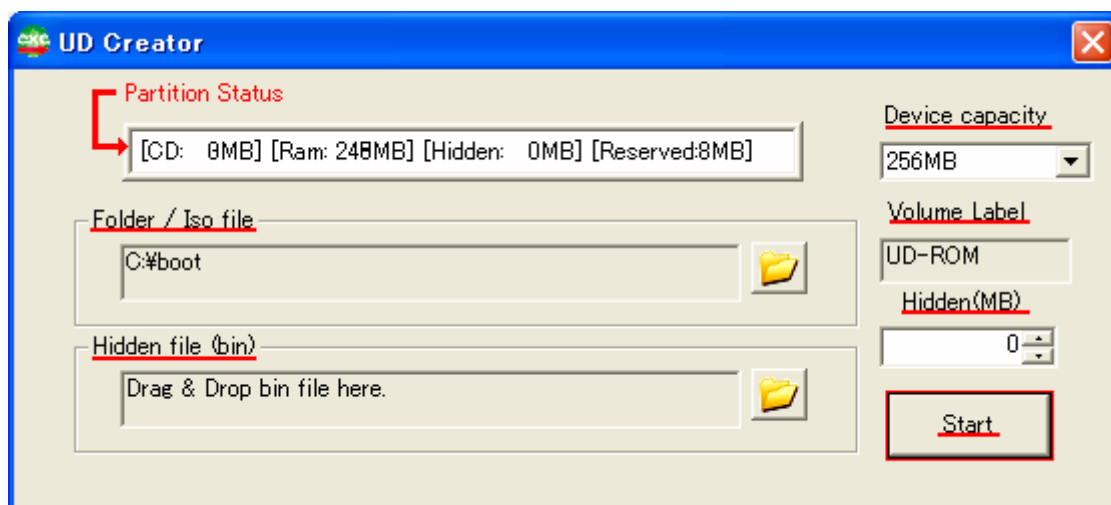 UD Creator
Partition Status
[CD: 0MB] [Ram: 248MB] [Hidden: 0MB] [Reserved:8MB]
Device capacity
256MB
Folder / Iso file
C:¥boot
Volume Label
UD-ROM
Hidden(MB)
0
Hidden file (bin)
Drag & Drop bin file here.
Start